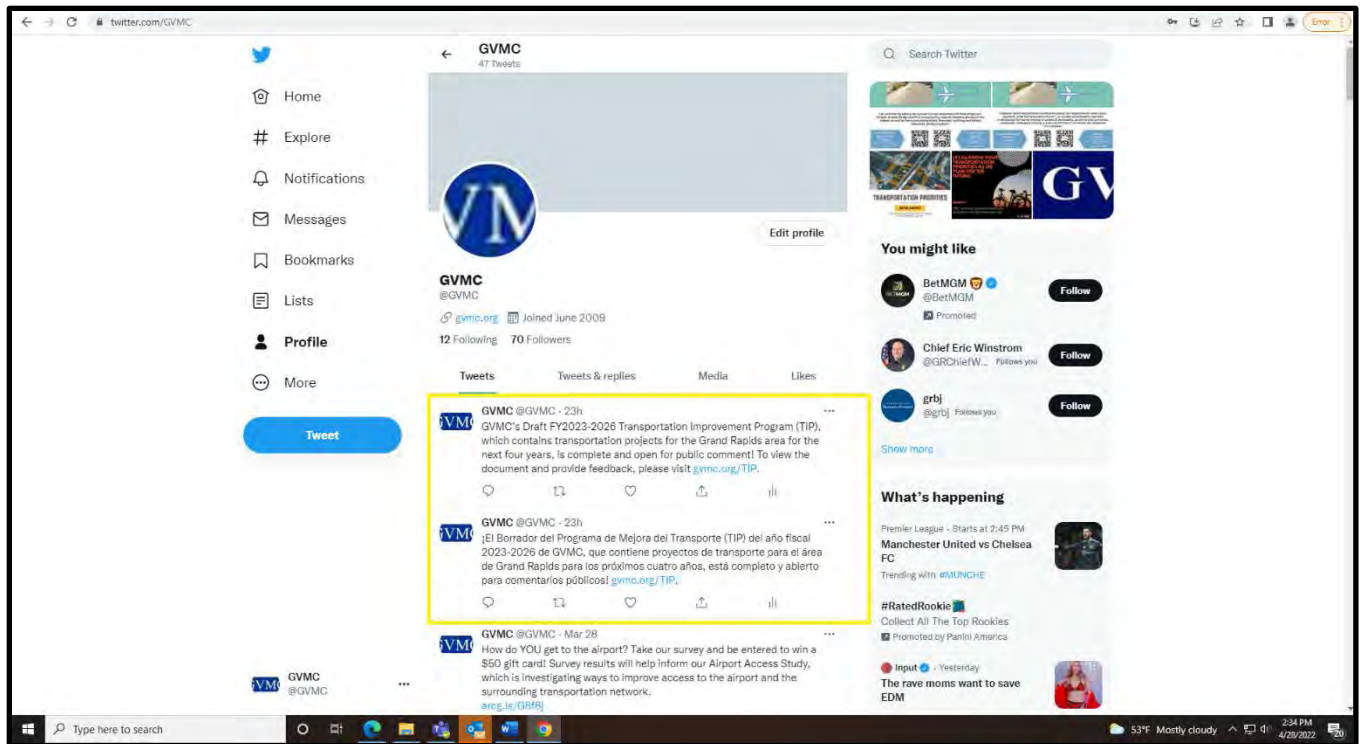 twitter.com/GVMC
Error
GVMC
47 Tweets
Search Twitter
Home
Explore
Notifications
Messages
Bookmarks
Lists
Profile
More
Tweet
VM
Edit profile
GVMC
@GVMC
gvmc.org Joined June 2009
12 Following 70 Followers
Tweets Tweets & replies Media Likes
GVMC @GVMC · 23h
GVMC's Draft FY2023-2026 Transportation Improvement Program (TIP),
which contains transportation projects for the Grand Rapids area for the
next four years, is complete and open for public comment! To view the
document and provide feedback, please visit gvmc.org/TIP.
GVMC @GVMC · 23h
¡El Borrador del Programa de Mejora del Transporte (TIP) del año fiscal
2023-2026 de GVMC, que contiene proyectos de transporte para el área
de Grand Rapids para los próximos cuatro años, está completo y abierto
para comentarios públicos! gvmc.org/TIP.
GVMC @GVMC · Mar 28
How do YOU get to the airport? Take our survey and be entered to win a
$50 gift card! Survey results will help inform our Airport Access Study,
which is investigating ways to improve access to the airport and the
surrounding transportation network.
arcg.is/G8f8j
GVMC
@GVMC
TRANSPORTATION PRIORITIES
GV
You might like
BetMGM
@BetMGM
Promoted
Follow
Chief Eric Winstrom
@GRChiefW... Follows you
Follow
grbj
@grbj Follows you
Follow
Show more
What's happening
Premier League · Starts at 2:45 PM
Manchester United vs Chelsea
FC
Trending with #MUNCHE
#RatedRookie
Collect All The Top Rookies
Promoted by Panini America
Input · Yesterday
The rave moms want to save
EDM
Type here to search
53°F Mostly cloudy
2:34 PM
4/28/2022
20